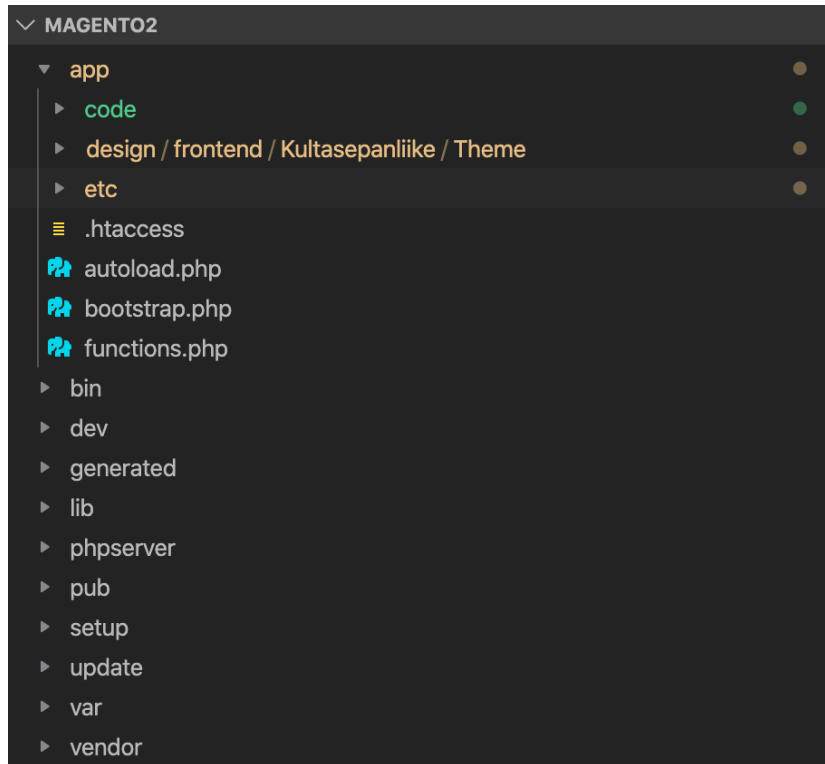 MAGENTO2
app
code
design / frontend / Kultasepanliike / Theme
etc
.htaccess
autoload.php
bootstrap.php
functions.php
bin
dev
generated
lib
phpserver
pub
setup
update
var
vendor